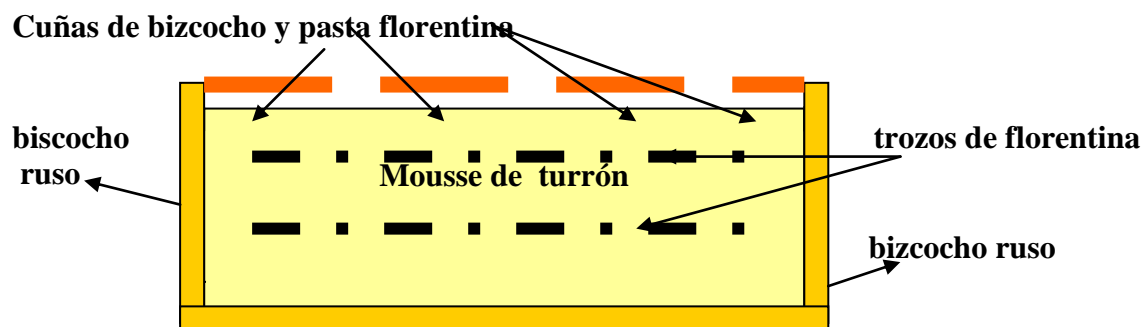 Cuñas de bizcocho y pasta florentina
biscocho
ruso
trozos de florentina
Mousse de turrón
bizcocho ruso